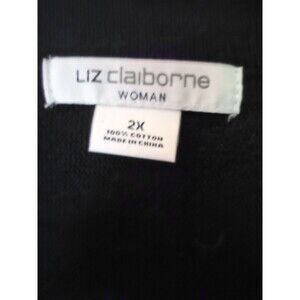 LIZ claiborne
WOMAN
2X
100% COTTON
MADE IN CHINA